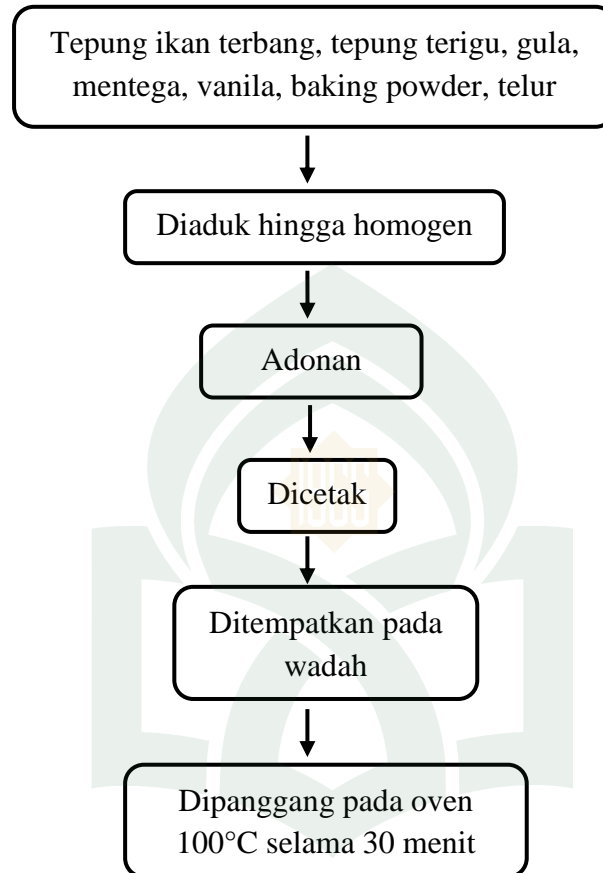 Tepung ikan terbang, tepung terigu, gula,
mentega, vanila, baking powder, telur
Diaduk hingga homogen
Adonan
Dicetak
Ditempatkan pada
wadah
Dipanggang pada oven
100°C selama 30 menit